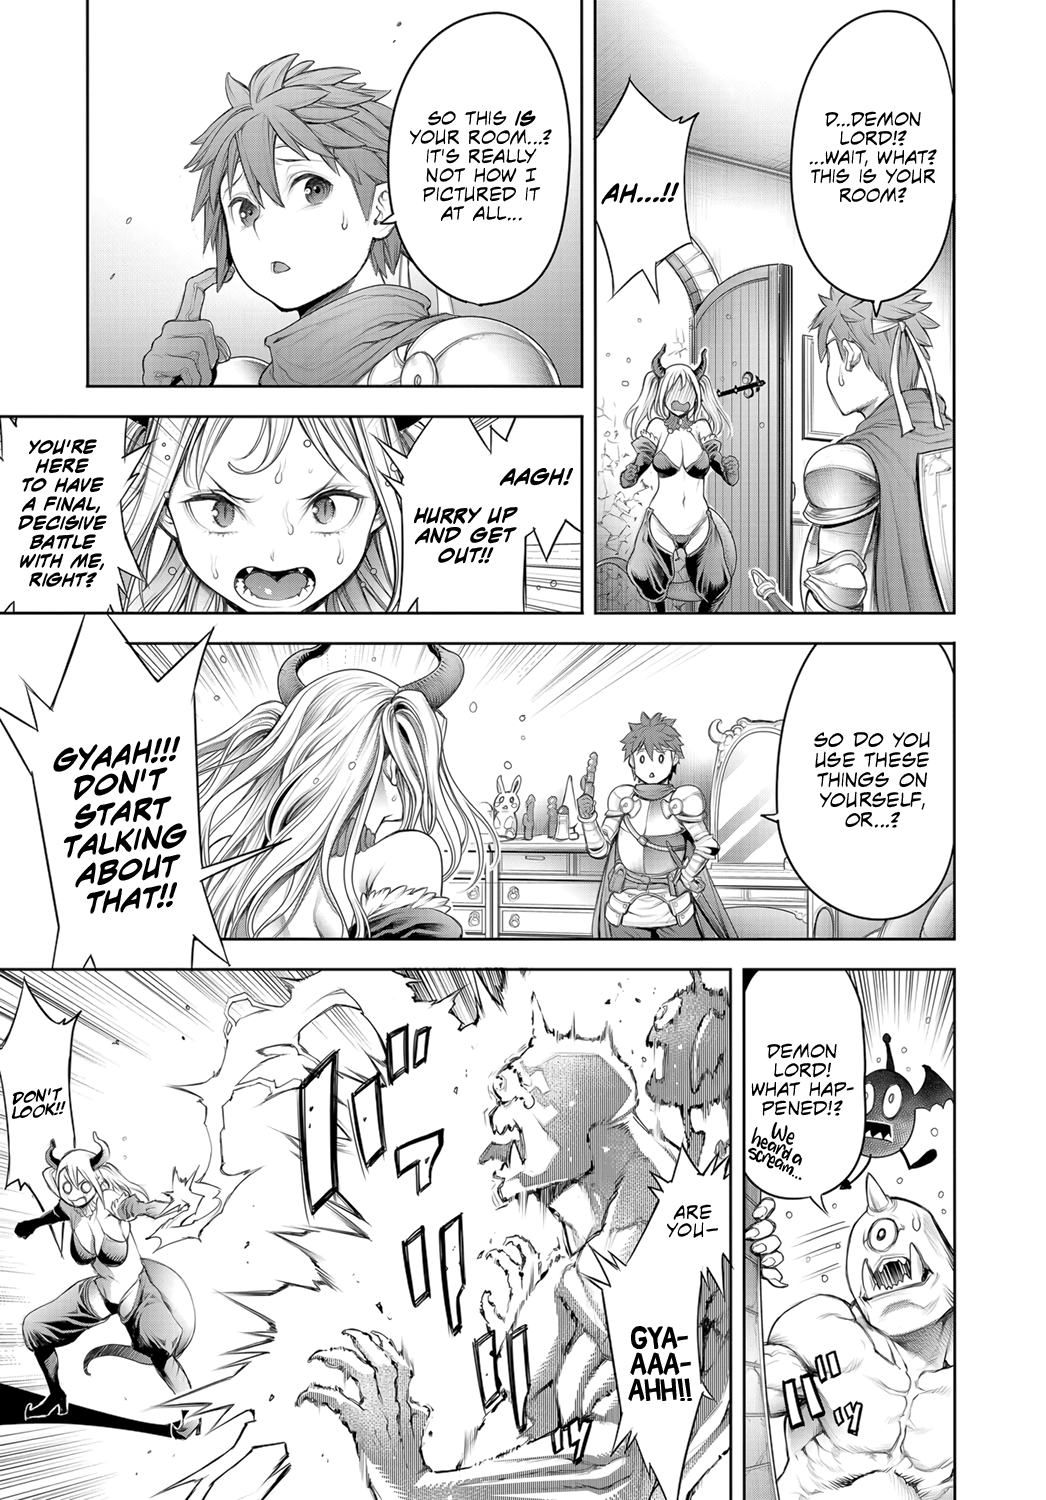 D...DEMON
LORD!?
...WAIT, WHAT?
THIS IS YOUR
ROOM?
AH...!!
SO THIS IS
YOUR ROOM...?
IT'S REALLY
NOT HOW I
PICTURED IT
AT ALL...
AAGH!
HURRY UP
AND GET
OUT!!
YOU'RE
HERE
TO HAVE
A FINAL,
DECISIVE
BATTLE
WITH ME,
RIGHT?
SO DO YOU
USE THESE
THINGS ON
YOURSELF,
OR...?
GYAAH!!!
DON'T
START
TALKING
ABOUT
THAT!!
DEMON
LORD!
WHAT HAP-
PENED!?
We
heard a
scream...
ARE
YOU-
GYA-
AAA-
AHH!!
DON'T
LOOK!!